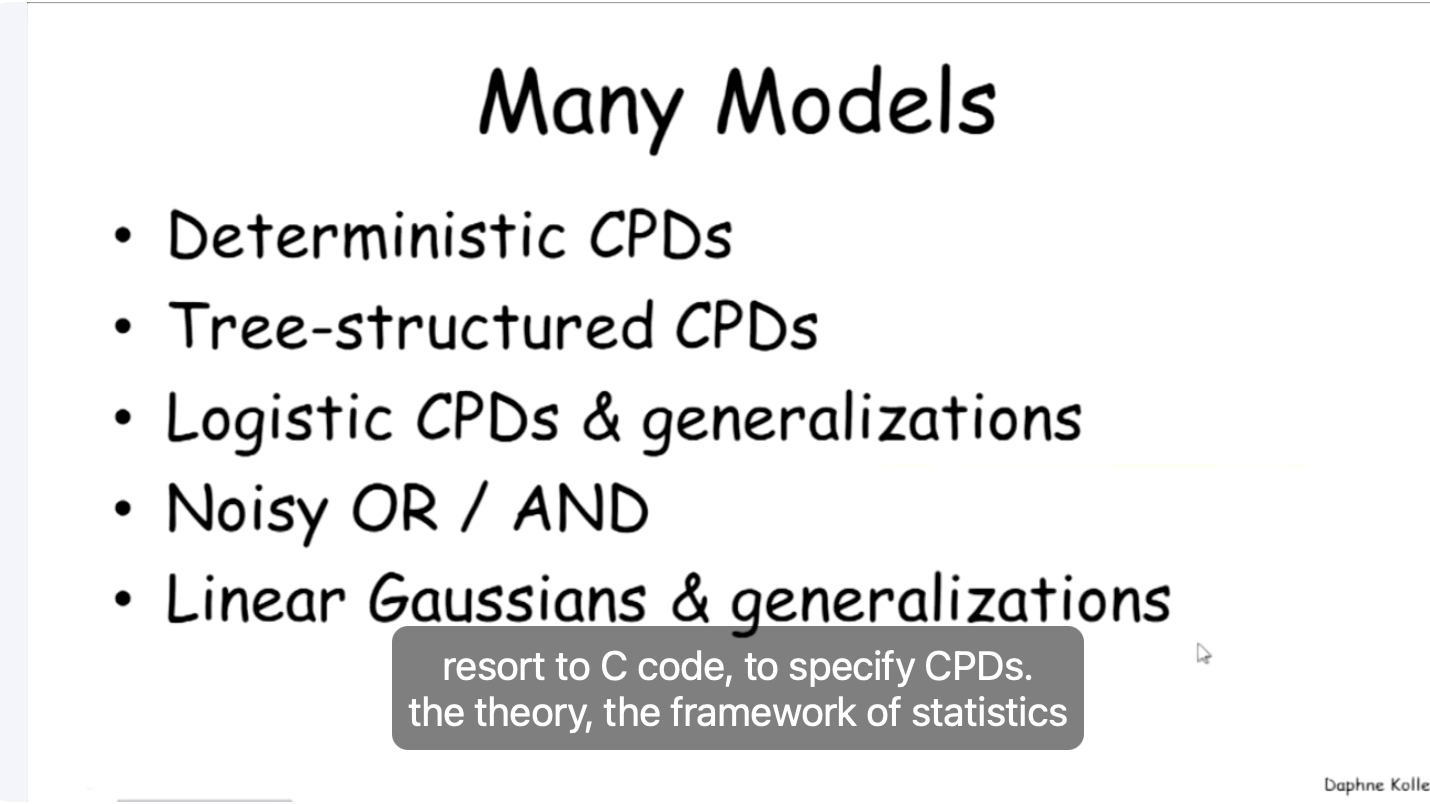 Many Models
• Deterministic CPDs
• Tree-structured CPDs
• Logistic CPDs & generalizations
• Noisy OR / AND
• Linear Gaussians & generalizations
resort to C code, to specify CPDs.
the theory, the framework of statistics
Daphne Kolle